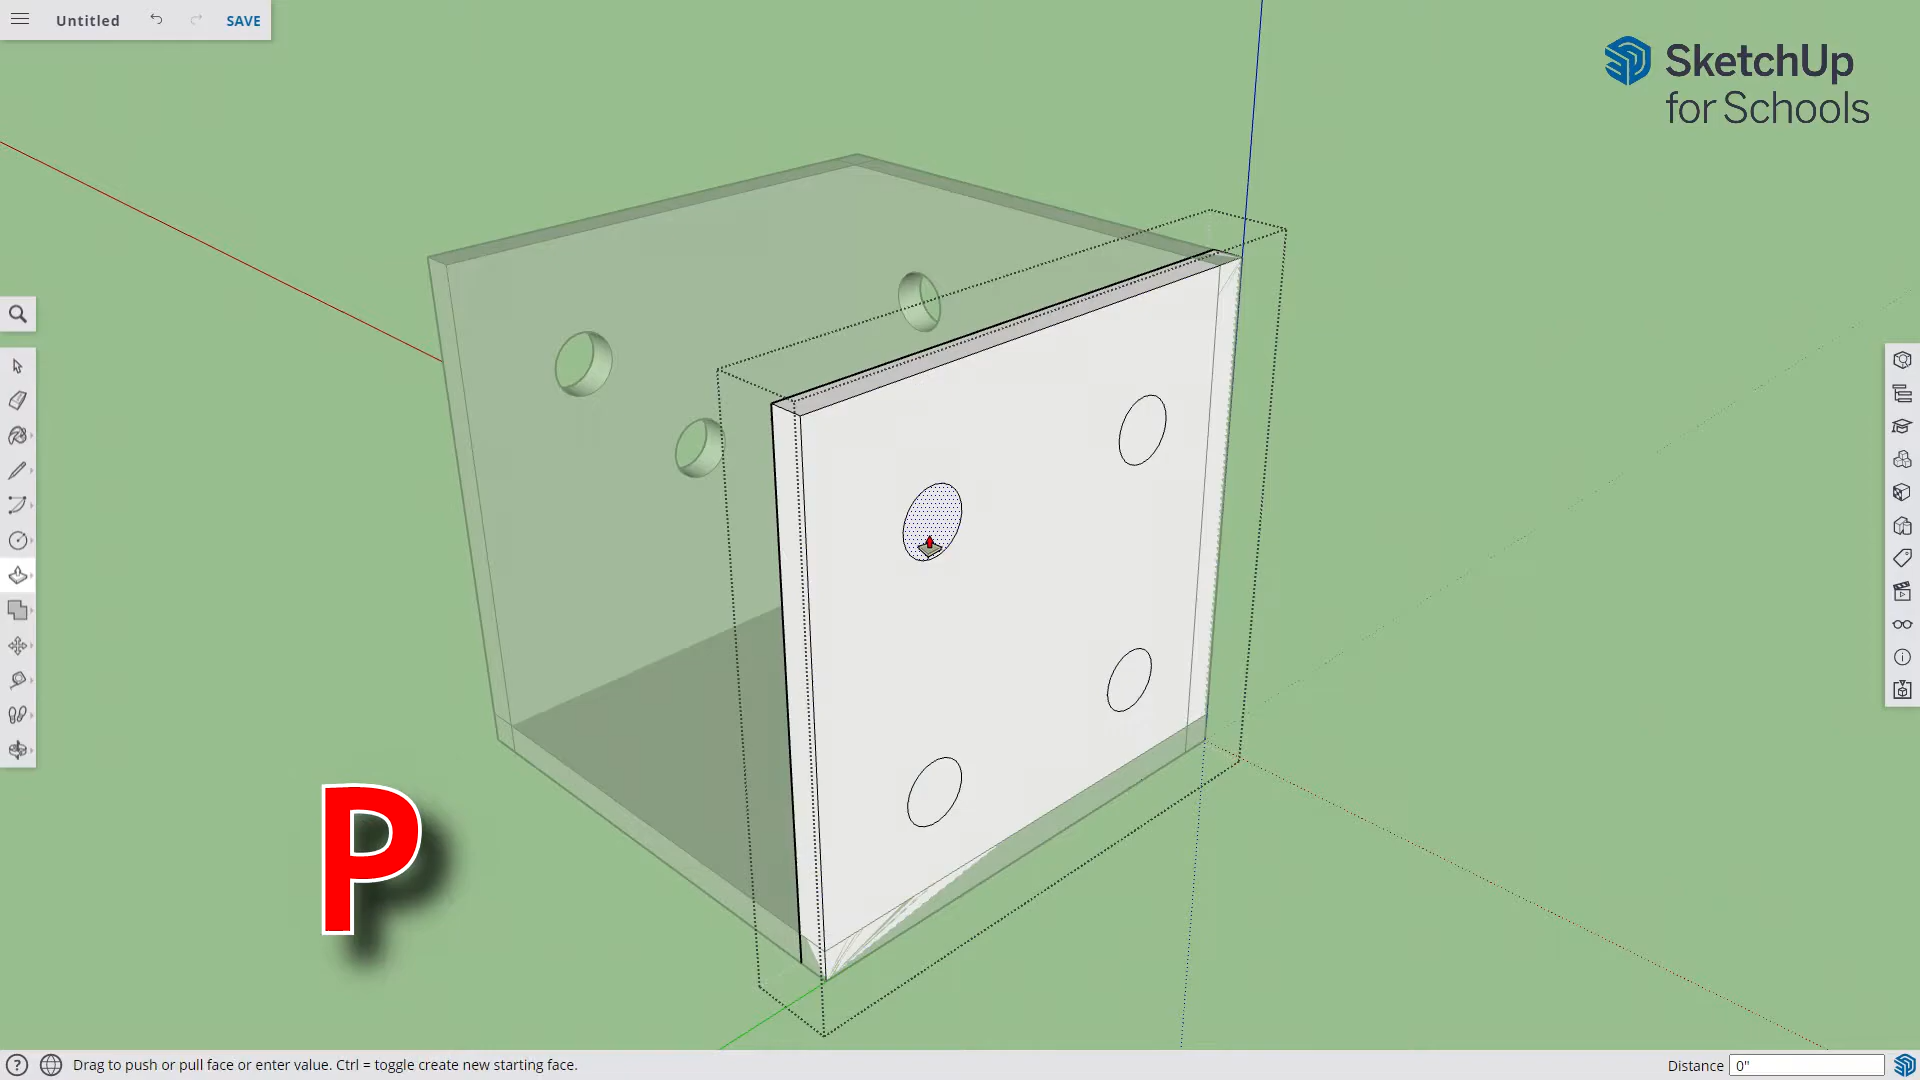 Untitled SAVE
SketchUp
for Schools
P
Drag to push or pull face or enter value. Ctrl = toggle create new starting face. Distance 0"